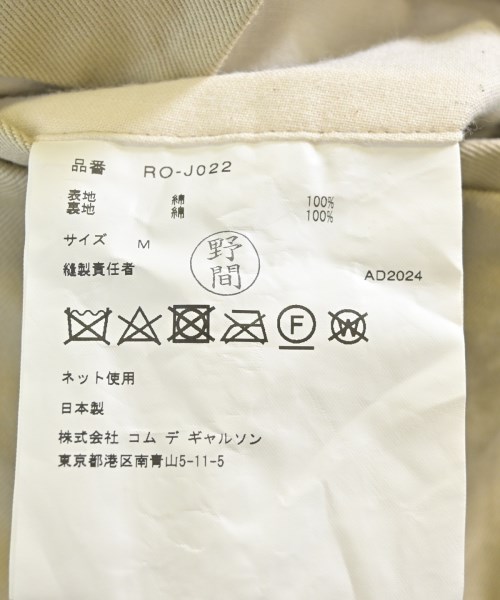 品番 RO-J022
表地 綿 100%
裏地 綿 100%
サイズ M
野間
縫製責任者 AD2024
F W
ネット使用
日本製
株式会社 コム デ ギャルソン
東京都港区南青山5-11-5